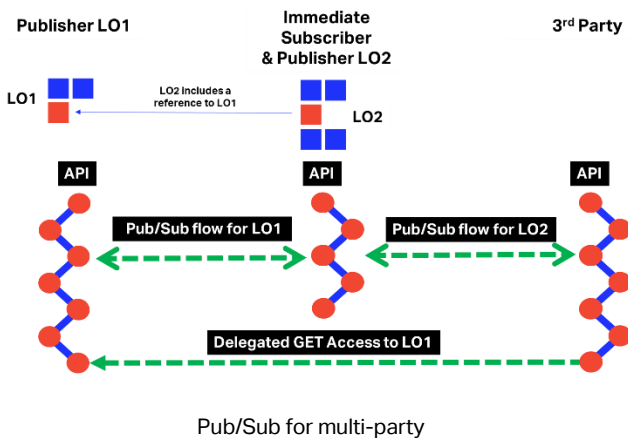 Publisher LO1
Immediate
Subscriber
& Publisher LO2
3rd Party
LO1
LO2 includes a
reference to LO1
LO2
API
API
API
Pub/Sub flow for LO1
Pub/Sub flow for LO2
Delegated GET Access to LO1
Pub/Sub for multi-party